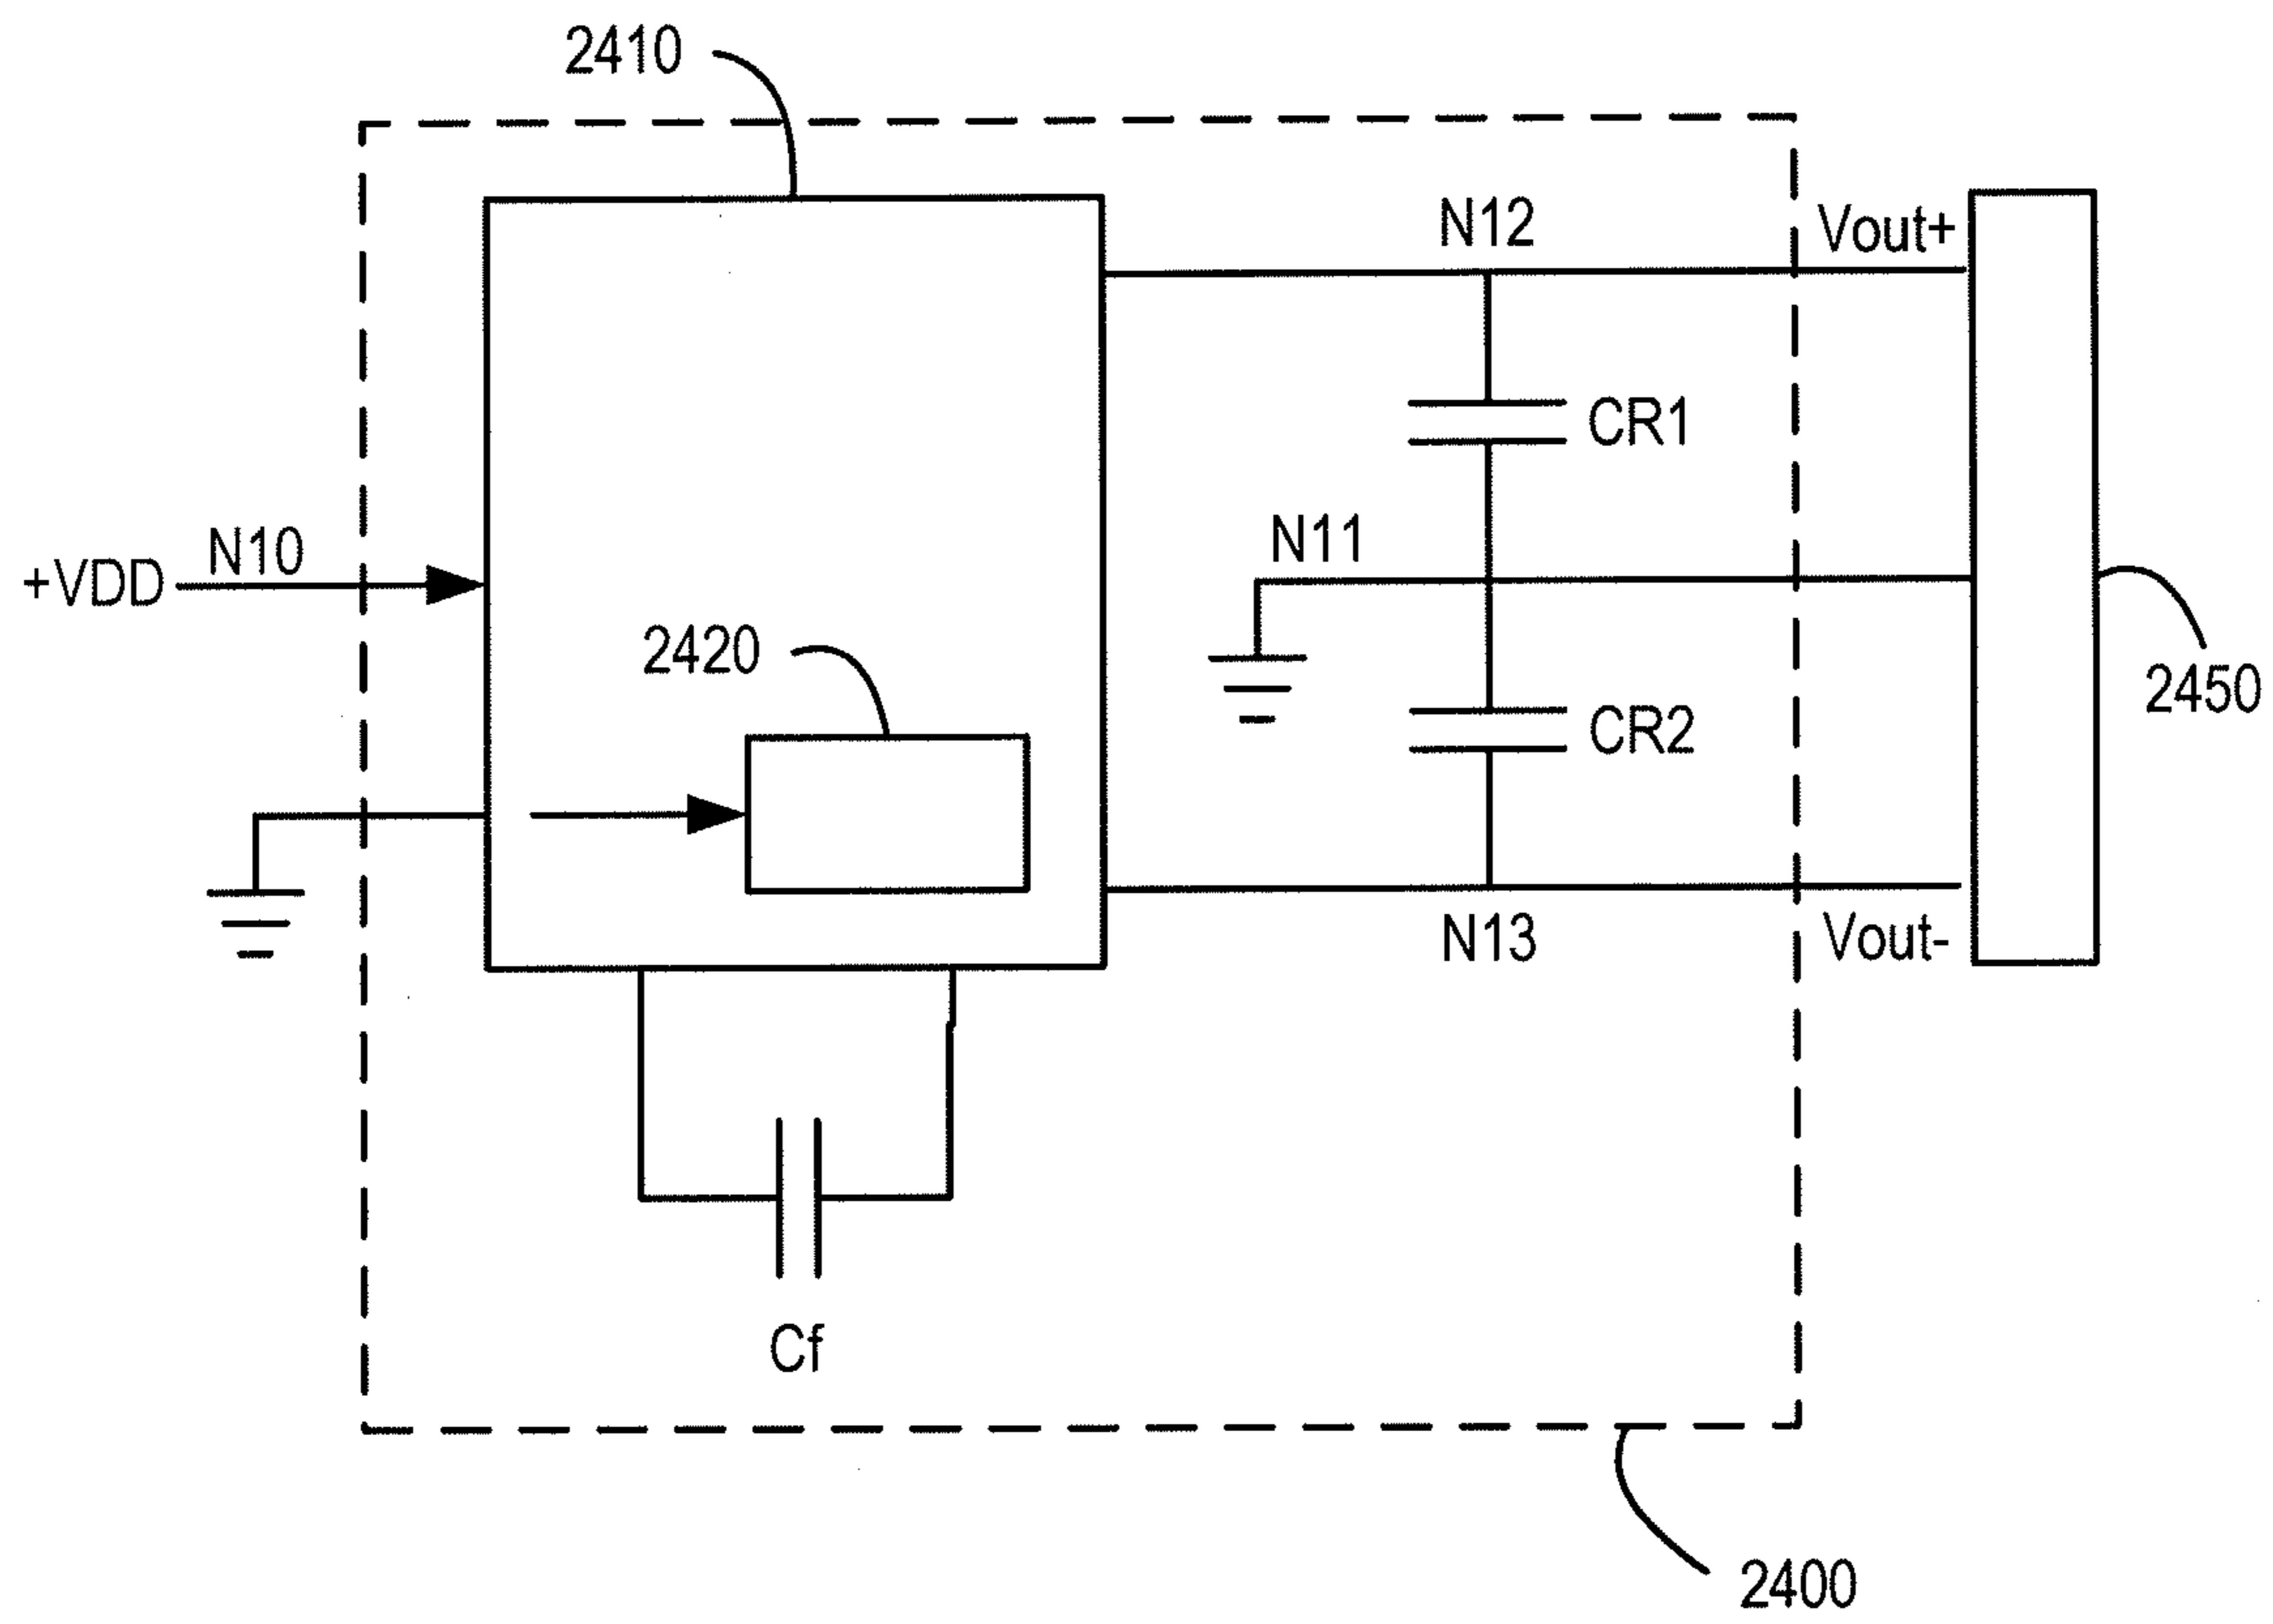 2410
N12
Vout+
CR1
N10
N11
+VDD
2420
2450
CR2
N13
Vout-
Cf
2400